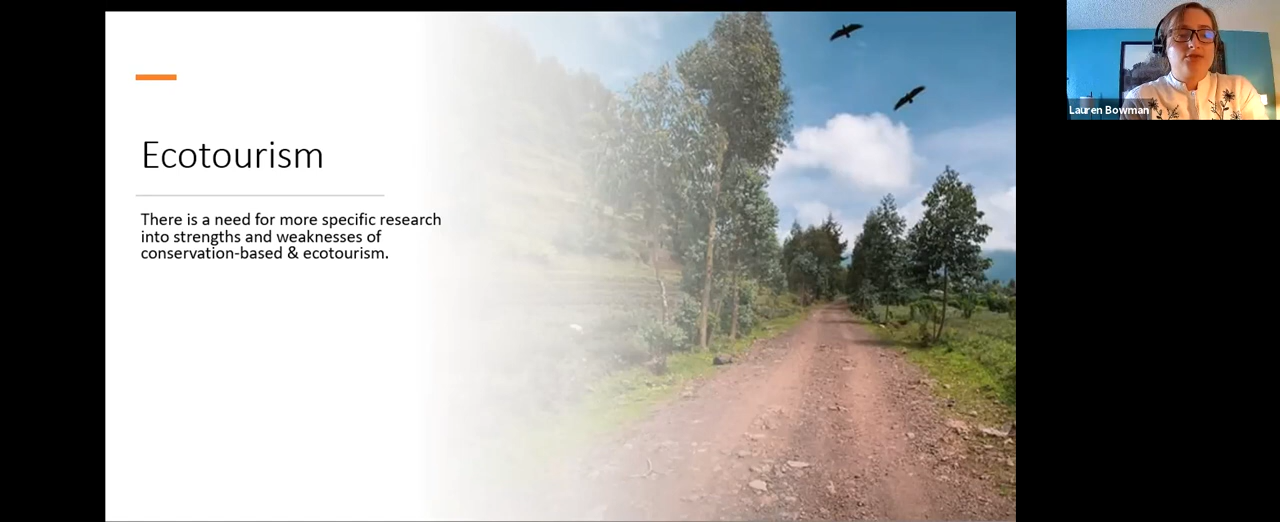 Ecotourism
There is a need for more specific research
into strengths and weaknesses of
conservation-based & ecotourism.
Lauren Bowman